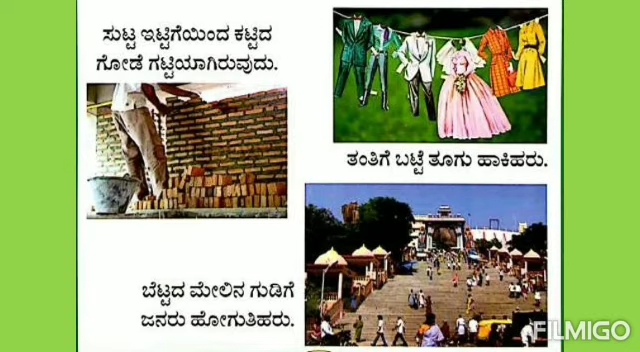 ಸುಟ್ಟ ಇಟ್ಟಿಗೆಯಿಂದ ಕಟ್ಟಿದ
ಗೋಡೆ ಗಟ್ಟಿಯಾಗಿರುವುದು.
ತಂತಿಗೆ ಬಟ್ಟೆ ತೂಗು ಹಾಕಿಹರು.
ಬೆಟ್ಟದ ಮೇಲಿನ ಗುಡಿಗೆ
ಜನರು ಹೋಗುತಿಹರು.
FILMIGO